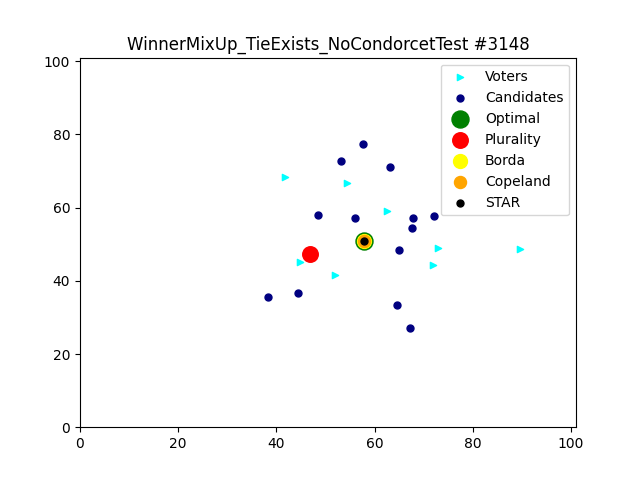 WinnerMixUp_TieExists_NoCondorcetTest #3148
Voters
Candidates
Optimal
Plurality
Borda
Copeland
STAR
100
80
60
40
20
0
0 20 40 60 80 100